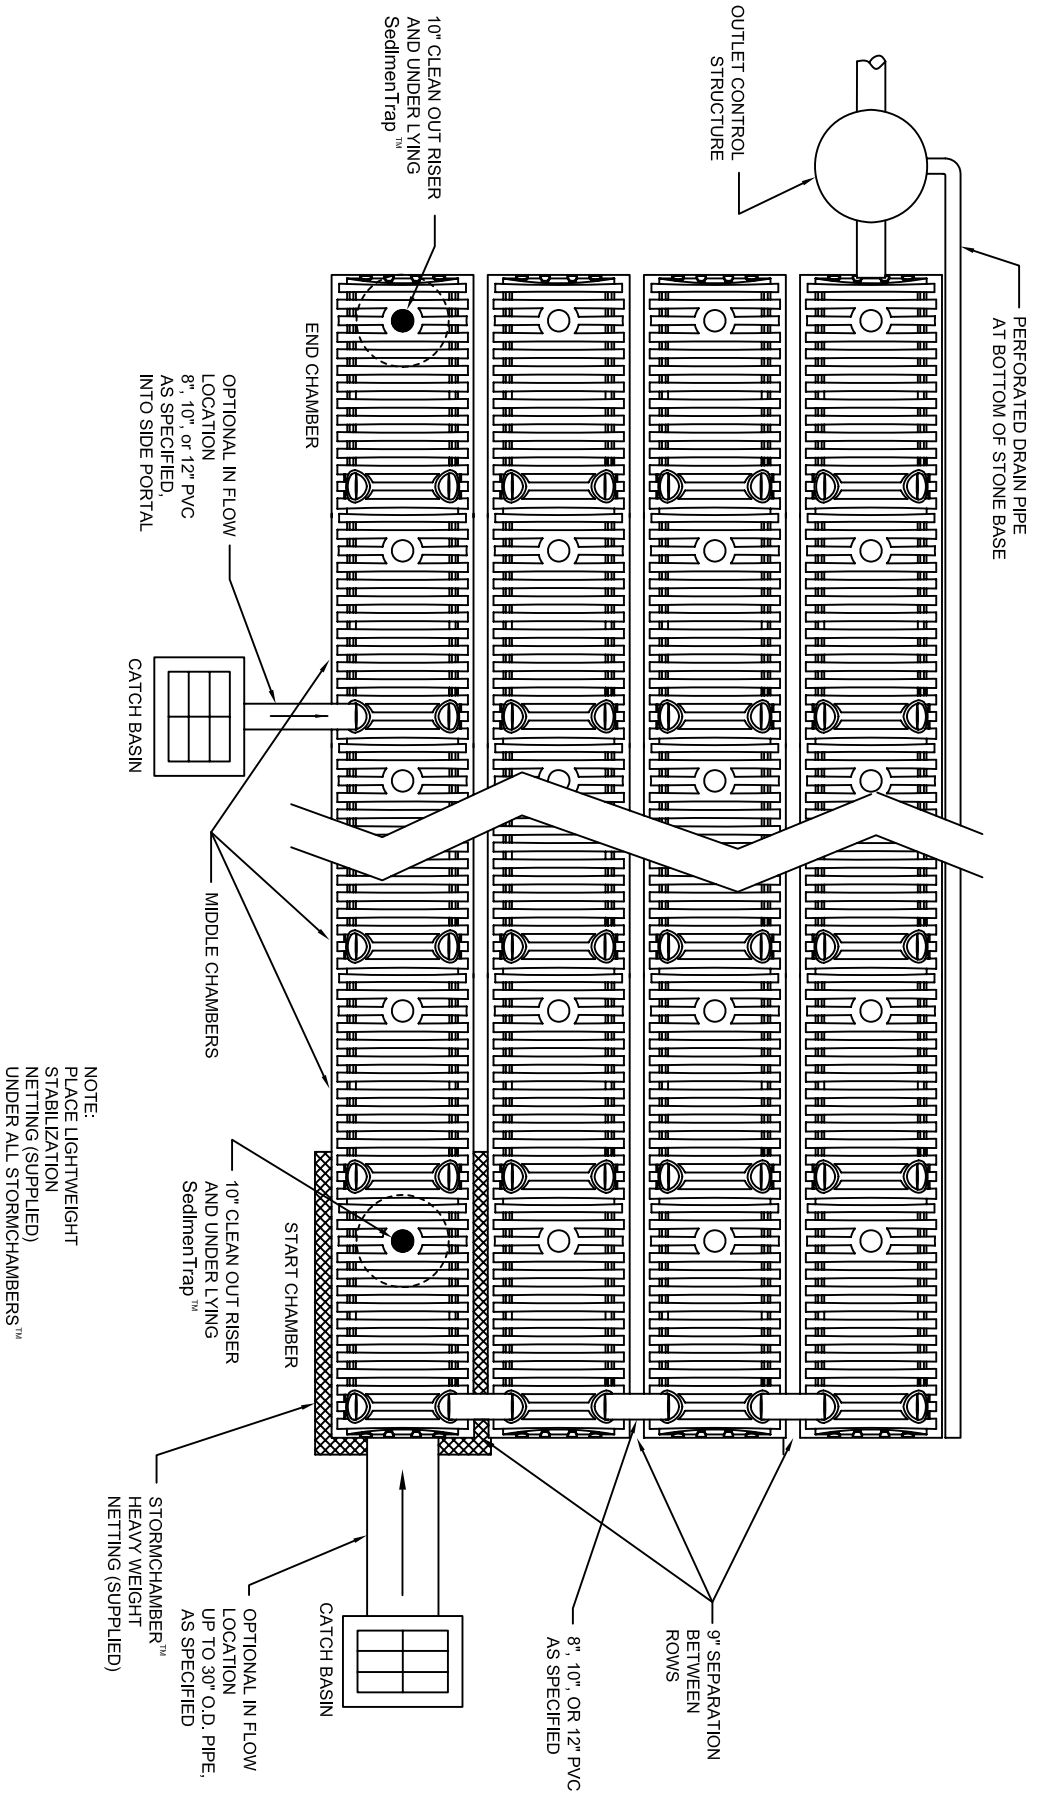 PERFORATED DRAIN PIPE
AT BOTTOM OF STONE BASE
OUTLET CONTROL
STRUCTURE
10" CLEAN OUT RISER
AND UNDER LYING
SedImenTrap™
END CHAMBER
OPTIONAL IN FLOW
LOCATION
8", 10", or 12" PVC
AS SPECIFIED,
INTO SIDE PORTAL
CATCH BASIN
MIDDLE CHAMBERS
NOTE:
PLACE LIGHTWEIGHT
STABILIZATION
NETTING (SUPPLIED)
UNDER ALL STORMCHAMBERS™
START CHAMBER
10" CLEAN OUT RISER
AND UNDER LYING
SedImenTrap™
STORMCHAMBER™
HEAVY WEIGHT
NETTING (SUPPLIED)
CATCH BASIN
OPTIONAL IN FLOW
LOCATION
UP TO 30" O.D. PIPE,
AS SPECIFIED
8", 10", OR 12" PVC
AS SPECIFIED
9" SEPARATION
BETWEEN
ROWS